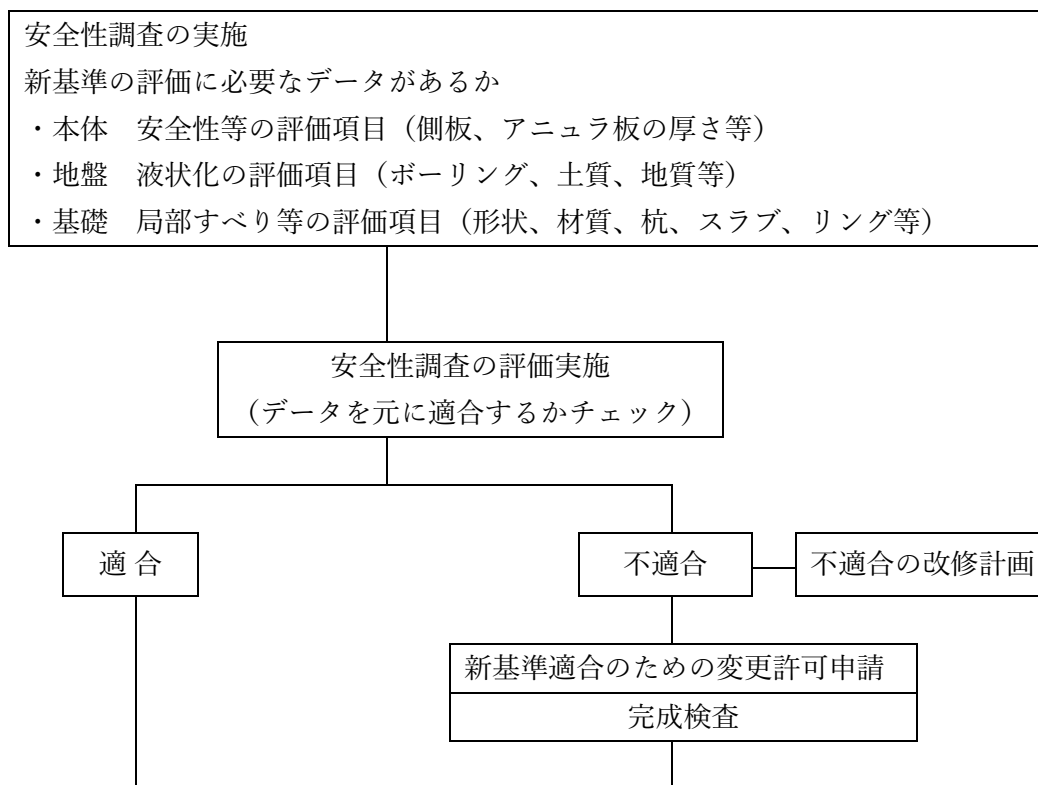 安全性調査の実施
新基準の評価に必要なデータがあるか
・本体　安全性等の評価項目（側板、アニュラ板の厚さ等）
・地盤　液状化の評価項目（ボーリング、土質、地質等）
・基礎　局部すべり等の評価項目（形状、材質、杭、スラブ、リング等）
安全性調査の評価実施
（データを元に適合するかチェック）
適 合
不適合
不適合の改修計画
新基準適合のための変更許可申請
完成検査